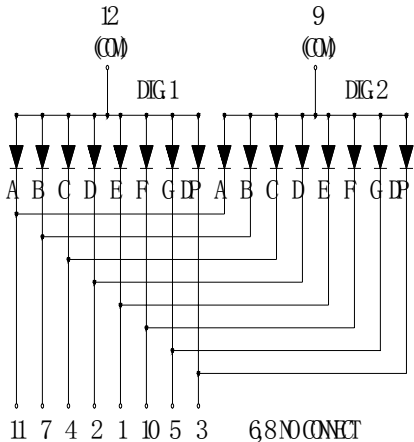 12 9
(COM) (COM)
DIG.1 DIG.2
A B C D E F G DP A B C D E F G DP
11 7 4 2 1 10 5 3 6,8 NO CONNECT